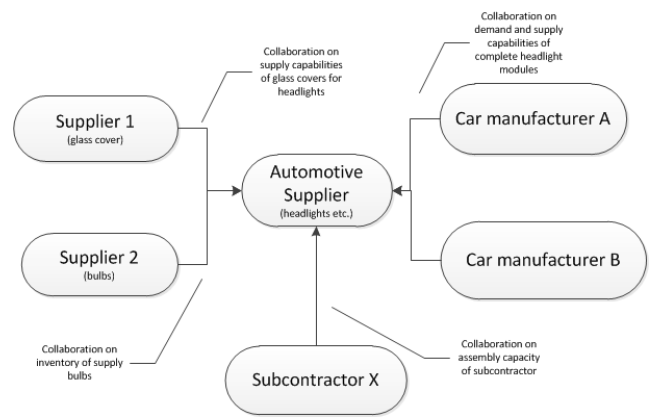 Collaboration on
demand and supply
capabilities of
complete headlight
modules
Collaboration on
supply capabilities
of glass covers for
headlights
Supplier 1
(glass cover)
Car manufacturer A
Automotive
Supplier
(headlights etc.)
Supplier 2
(bulbs)
Car manufacturer B
Collaboration on
inventory of supply
bulbs
Collaboration on
assembly capacity
of subcontractor
Subcontractor X